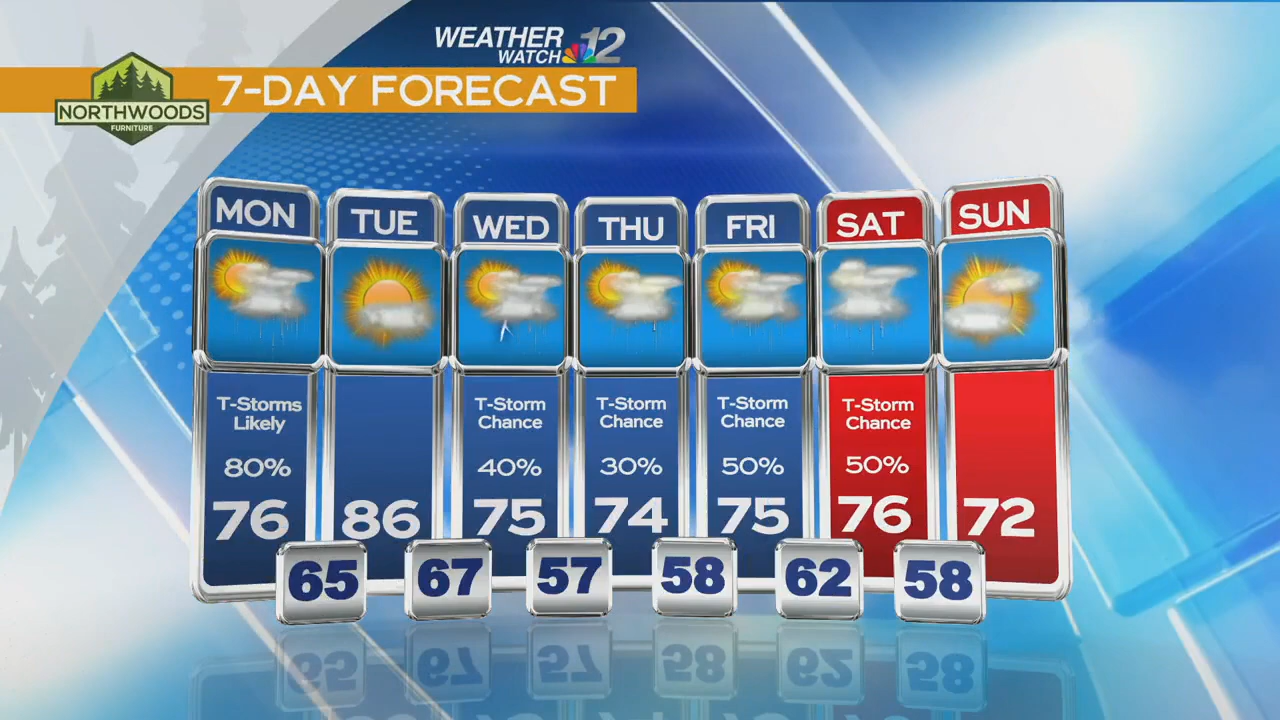 WEATHER
WATCH 12
NORTHWOODS
FURNITURE
7-DAY FORECAST
MON TUE WED THU FRI SAT SUN
T-Storms Likely
T-Storm Chance
T-Storm Chance
T-Storm Chance
T-Storm Chance
80% 40% 30% 50% 50%
76 86 75 74 75 76 72
65 67 57 58 62 58